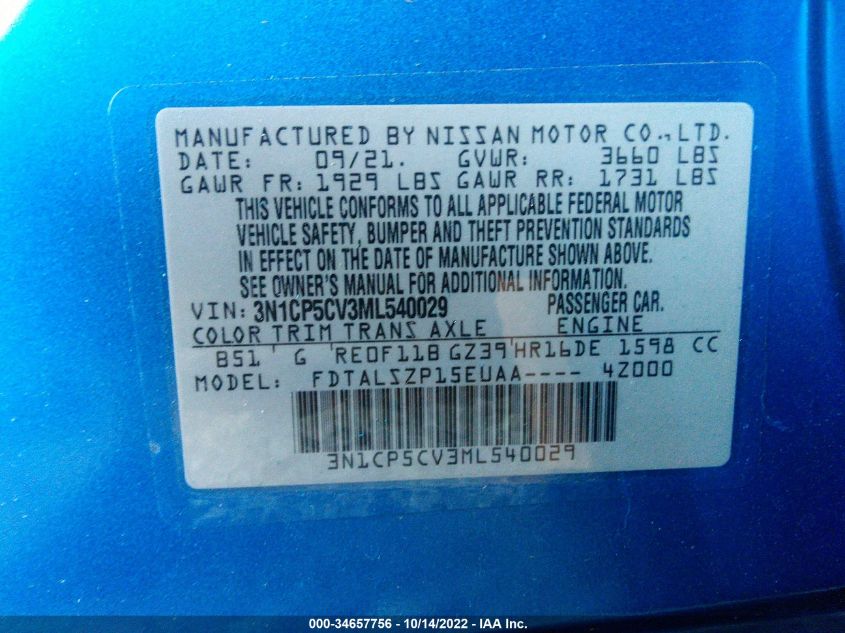 MANUFACTURED BY NISSAN MOTOR CO., LTD.
DATE: 09/21. GVWR: 3660 LBS
GAWR FR: 1929 LBS GAWR RR: 1731 LBS
THIS VEHICLE CONFORMS TO ALL APPLICABLE FEDERAL MOTOR
VEHICLE SAFETY, BUMPER AND THEFT PREVENTION STANDARDS
IN EFFECT ON THE DATE OF MANUFACTURE SHOWN ABOVE.
SEE OWNER'S MANUAL FOR ADDITIONAL INFORMATION.
VIN: 3N1CP5CV3ML540029 PASSENGER CAR.
COLOR TRIM TRANS AXLE ENGINE
B51 G RE0F11B GZ39 HR16DE 1598 CC
MODEL: FDTALSZP15EUAA---- 4Z000
3N1CP5CV3ML540029
000-34657756 - 10/14/2022 - IAA Inc.